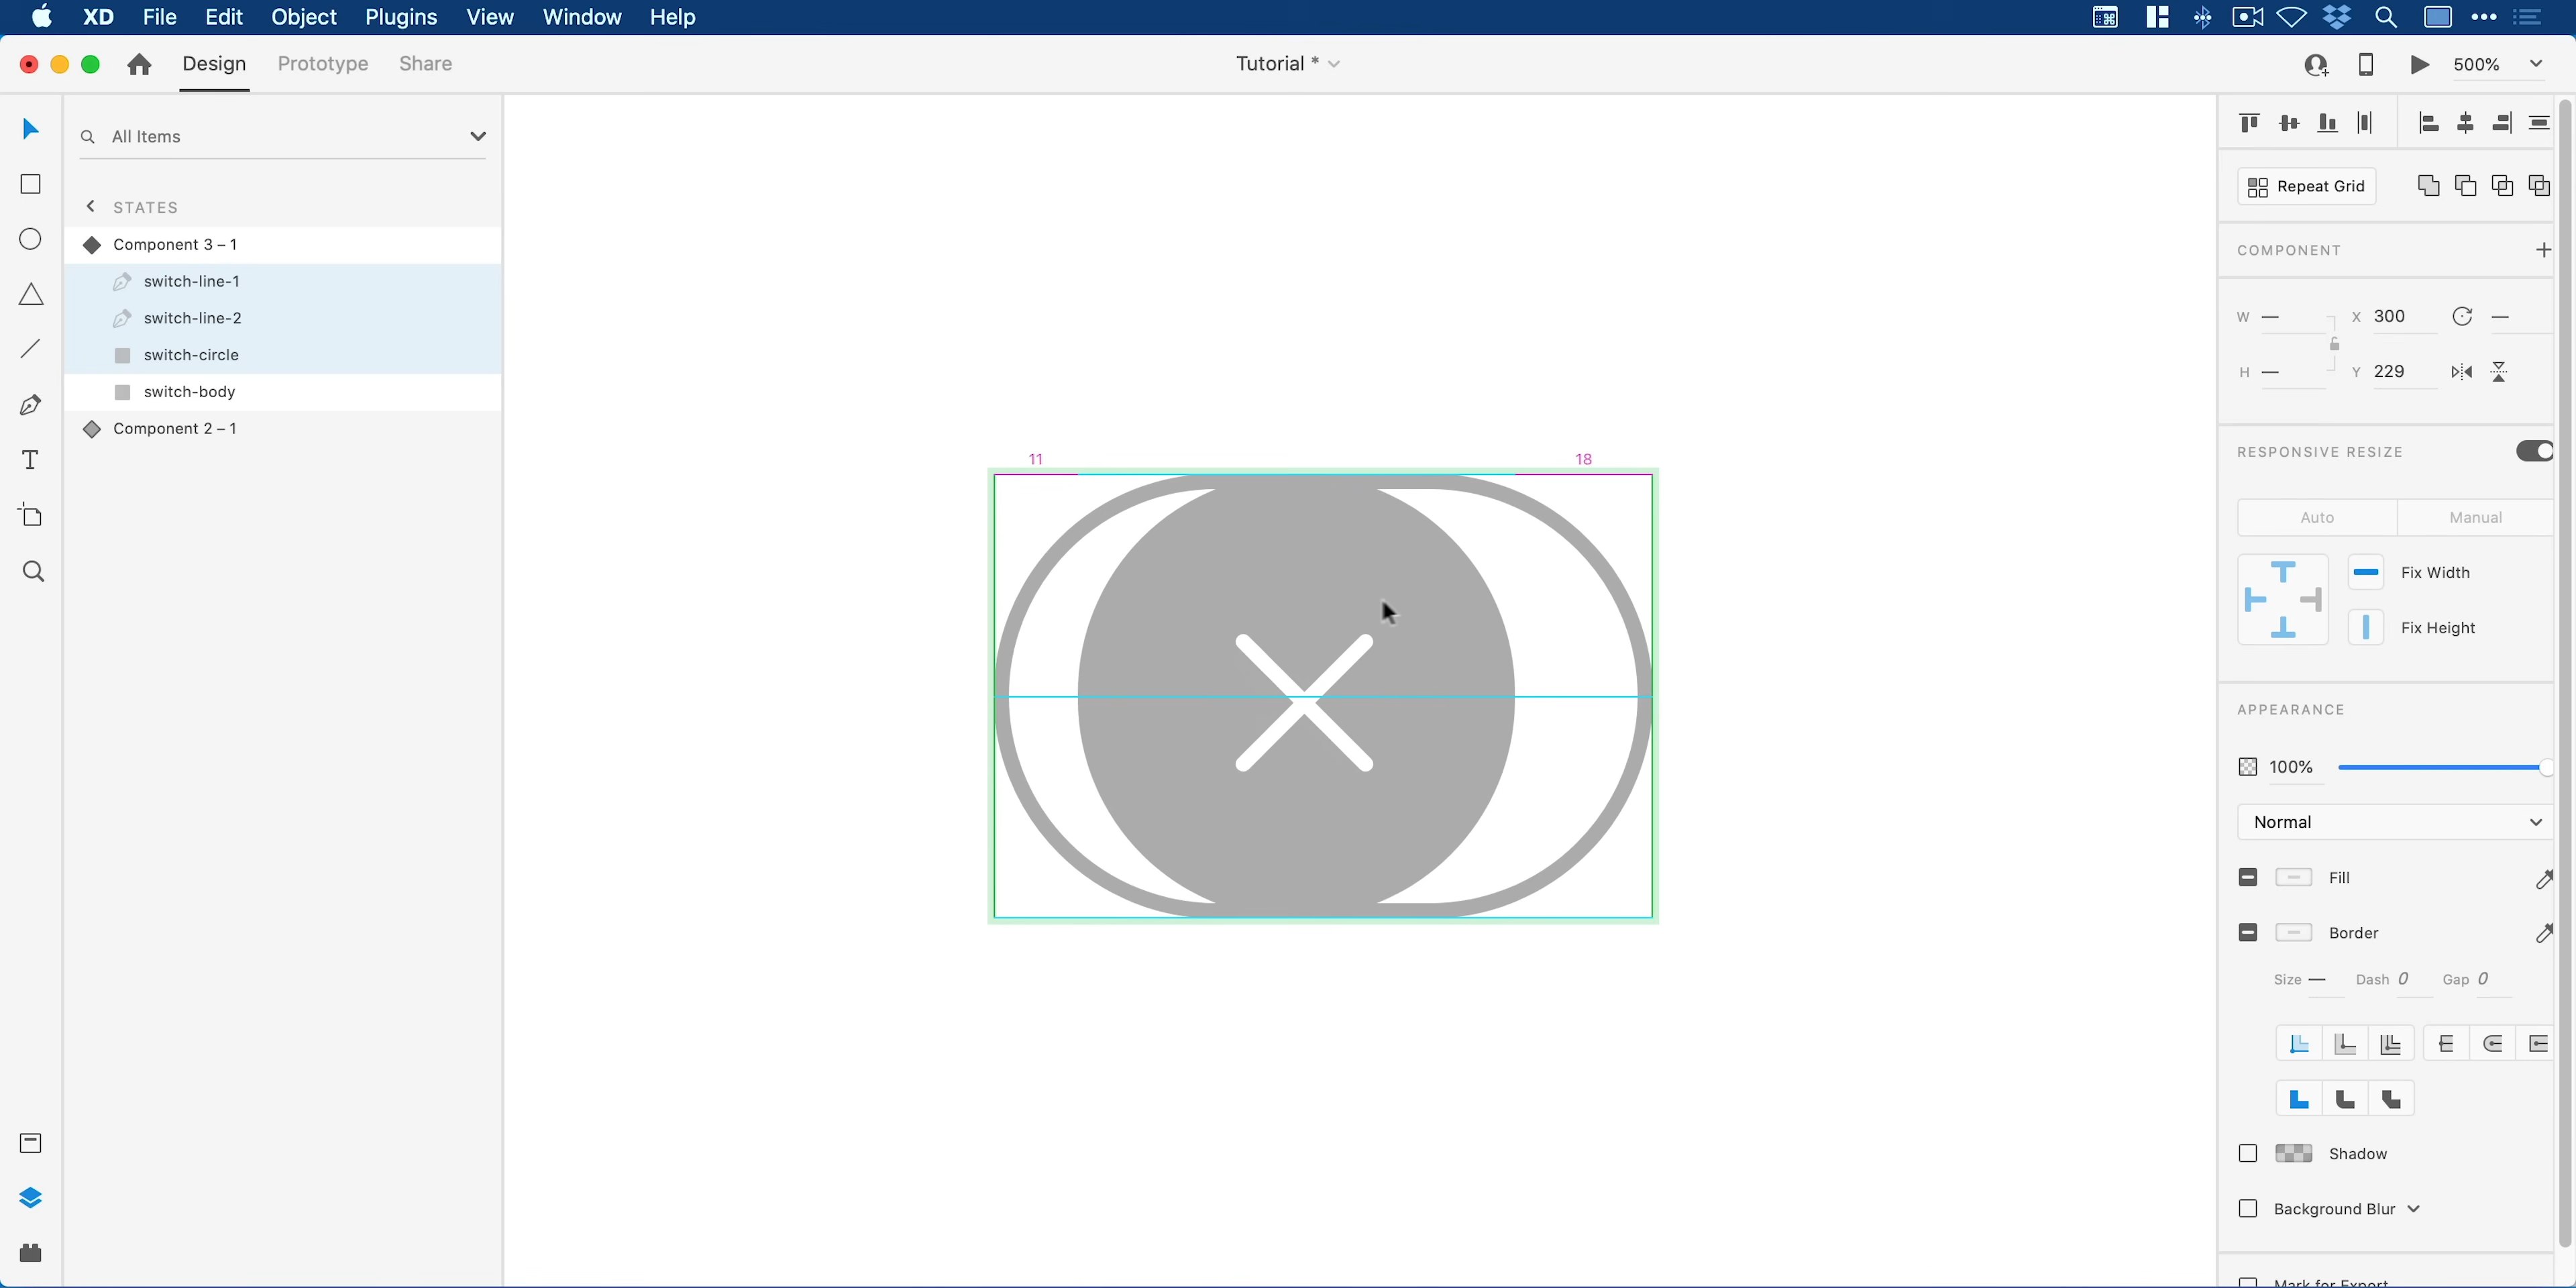 XD File Edit Object Plugins View Window Help
Design Prototype Share
Tutorial *
500%
All Items
STATES
Component 3 – 1
switch-line-1
switch-line-2
switch-circle
switch-body
Component 2 – 1
11
18
Repeat Grid
COMPONENT
W — X 300 —
H — Y 229
RESPONSIVE RESIZE
Auto Manual
Fix Width
Fix Height
APPEARANCE
100%
Normal
Fill
Border
Size — Dash 0 Gap 0
Shadow
Background Blur
Mark for Export